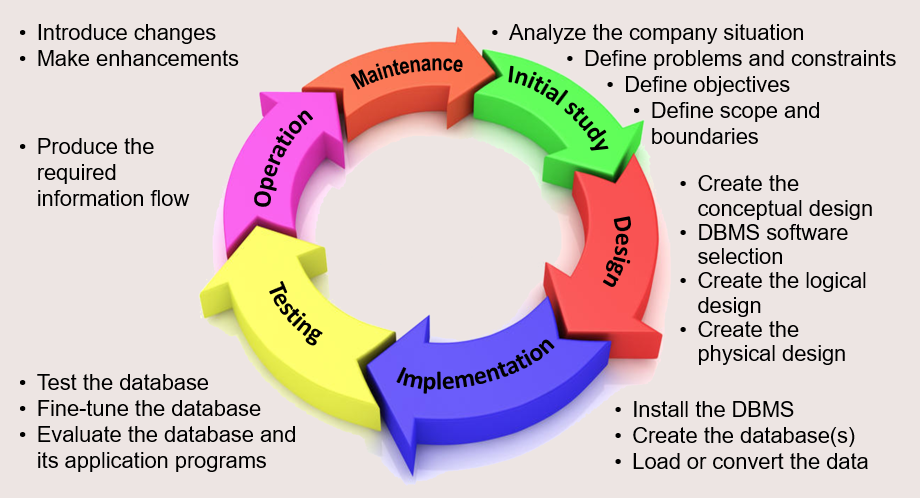 • Introduce changes
• Make enhancements
Maintenance
• Analyze the company situation
• Define problems and constraints
• Define objectives
• Define scope and
boundaries
Initial study
• Create the
conceptual design
• DBMS software
selection
• Create the logical
design
• Create the
physical design
Design
• Install the DBMS
• Create the database(s)
• Load or convert the data
Implementation
• Test the database
• Fine-tune the database
• Evaluate the database and
its application programs
Testing
• Produce the
required
information flow
Operation